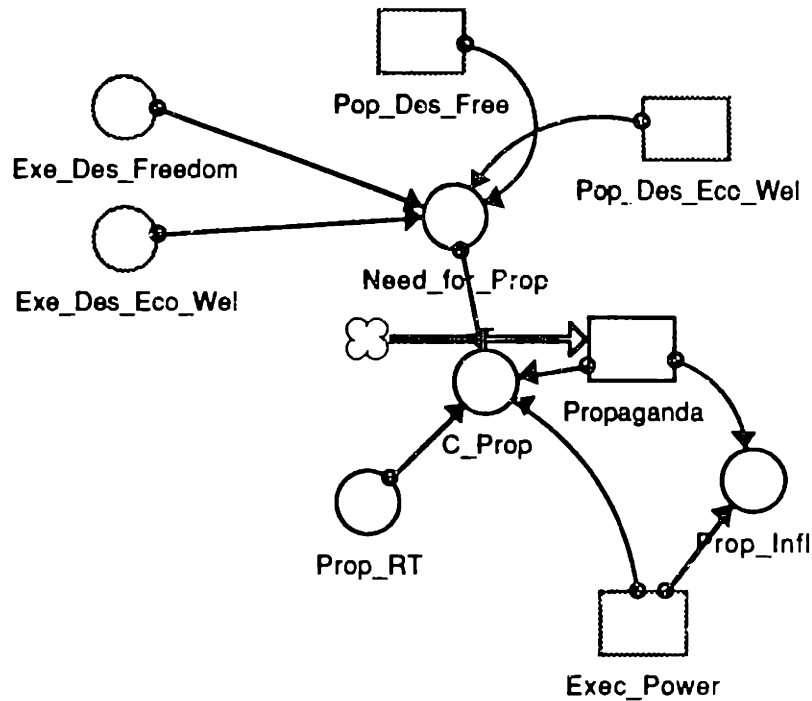 Pop_Des_Free
Exe_Des_Freedom
Pop_Des_Eco_Wel
Need_for_Prop
Exe_Des_Eco_Wel
Propaganda
C_Prop
Prop_Infl
Prop_RT
Exec_Power